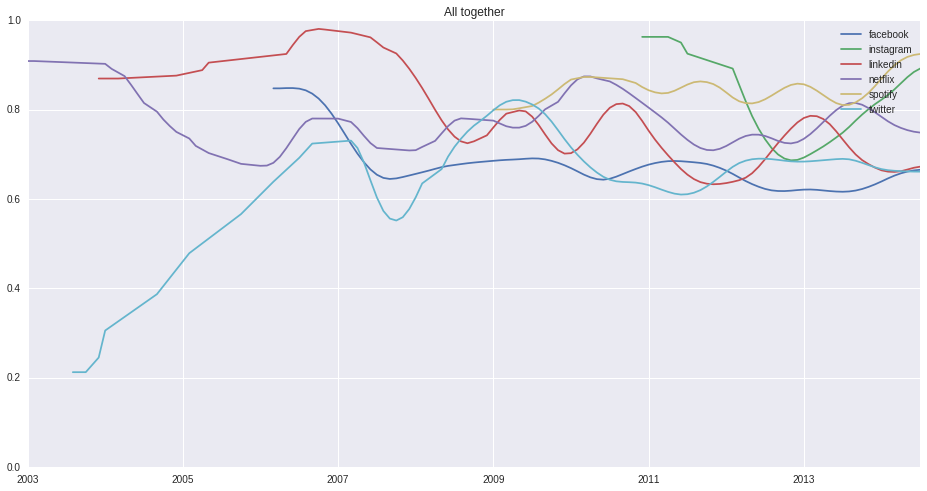 All together
1.0
0.8
0.6
0.4
0.2
0.0
2003 2005 2007 2009 2011 2013
facebook
instagram
linkedin
netflix
spotify
twitter